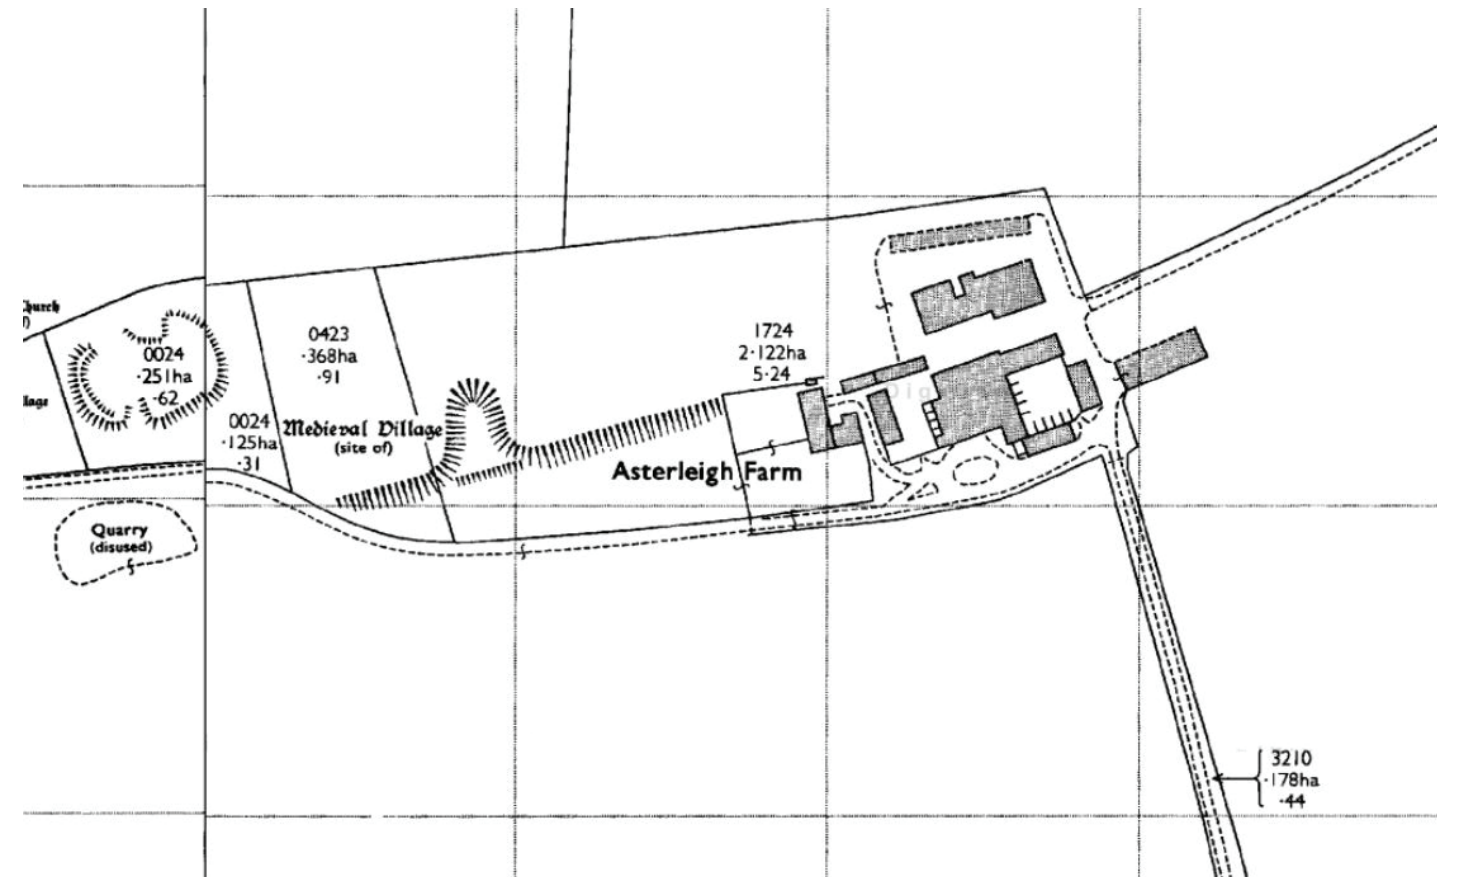 0024
·251ha
·62
0423
·368ha
·91
0024
·125ha
·31
Medieval Village
(site of)
1724
2·122ha
5·24
Asterleigh Farm
Quarry
(disused)
3210
·178ha
·44